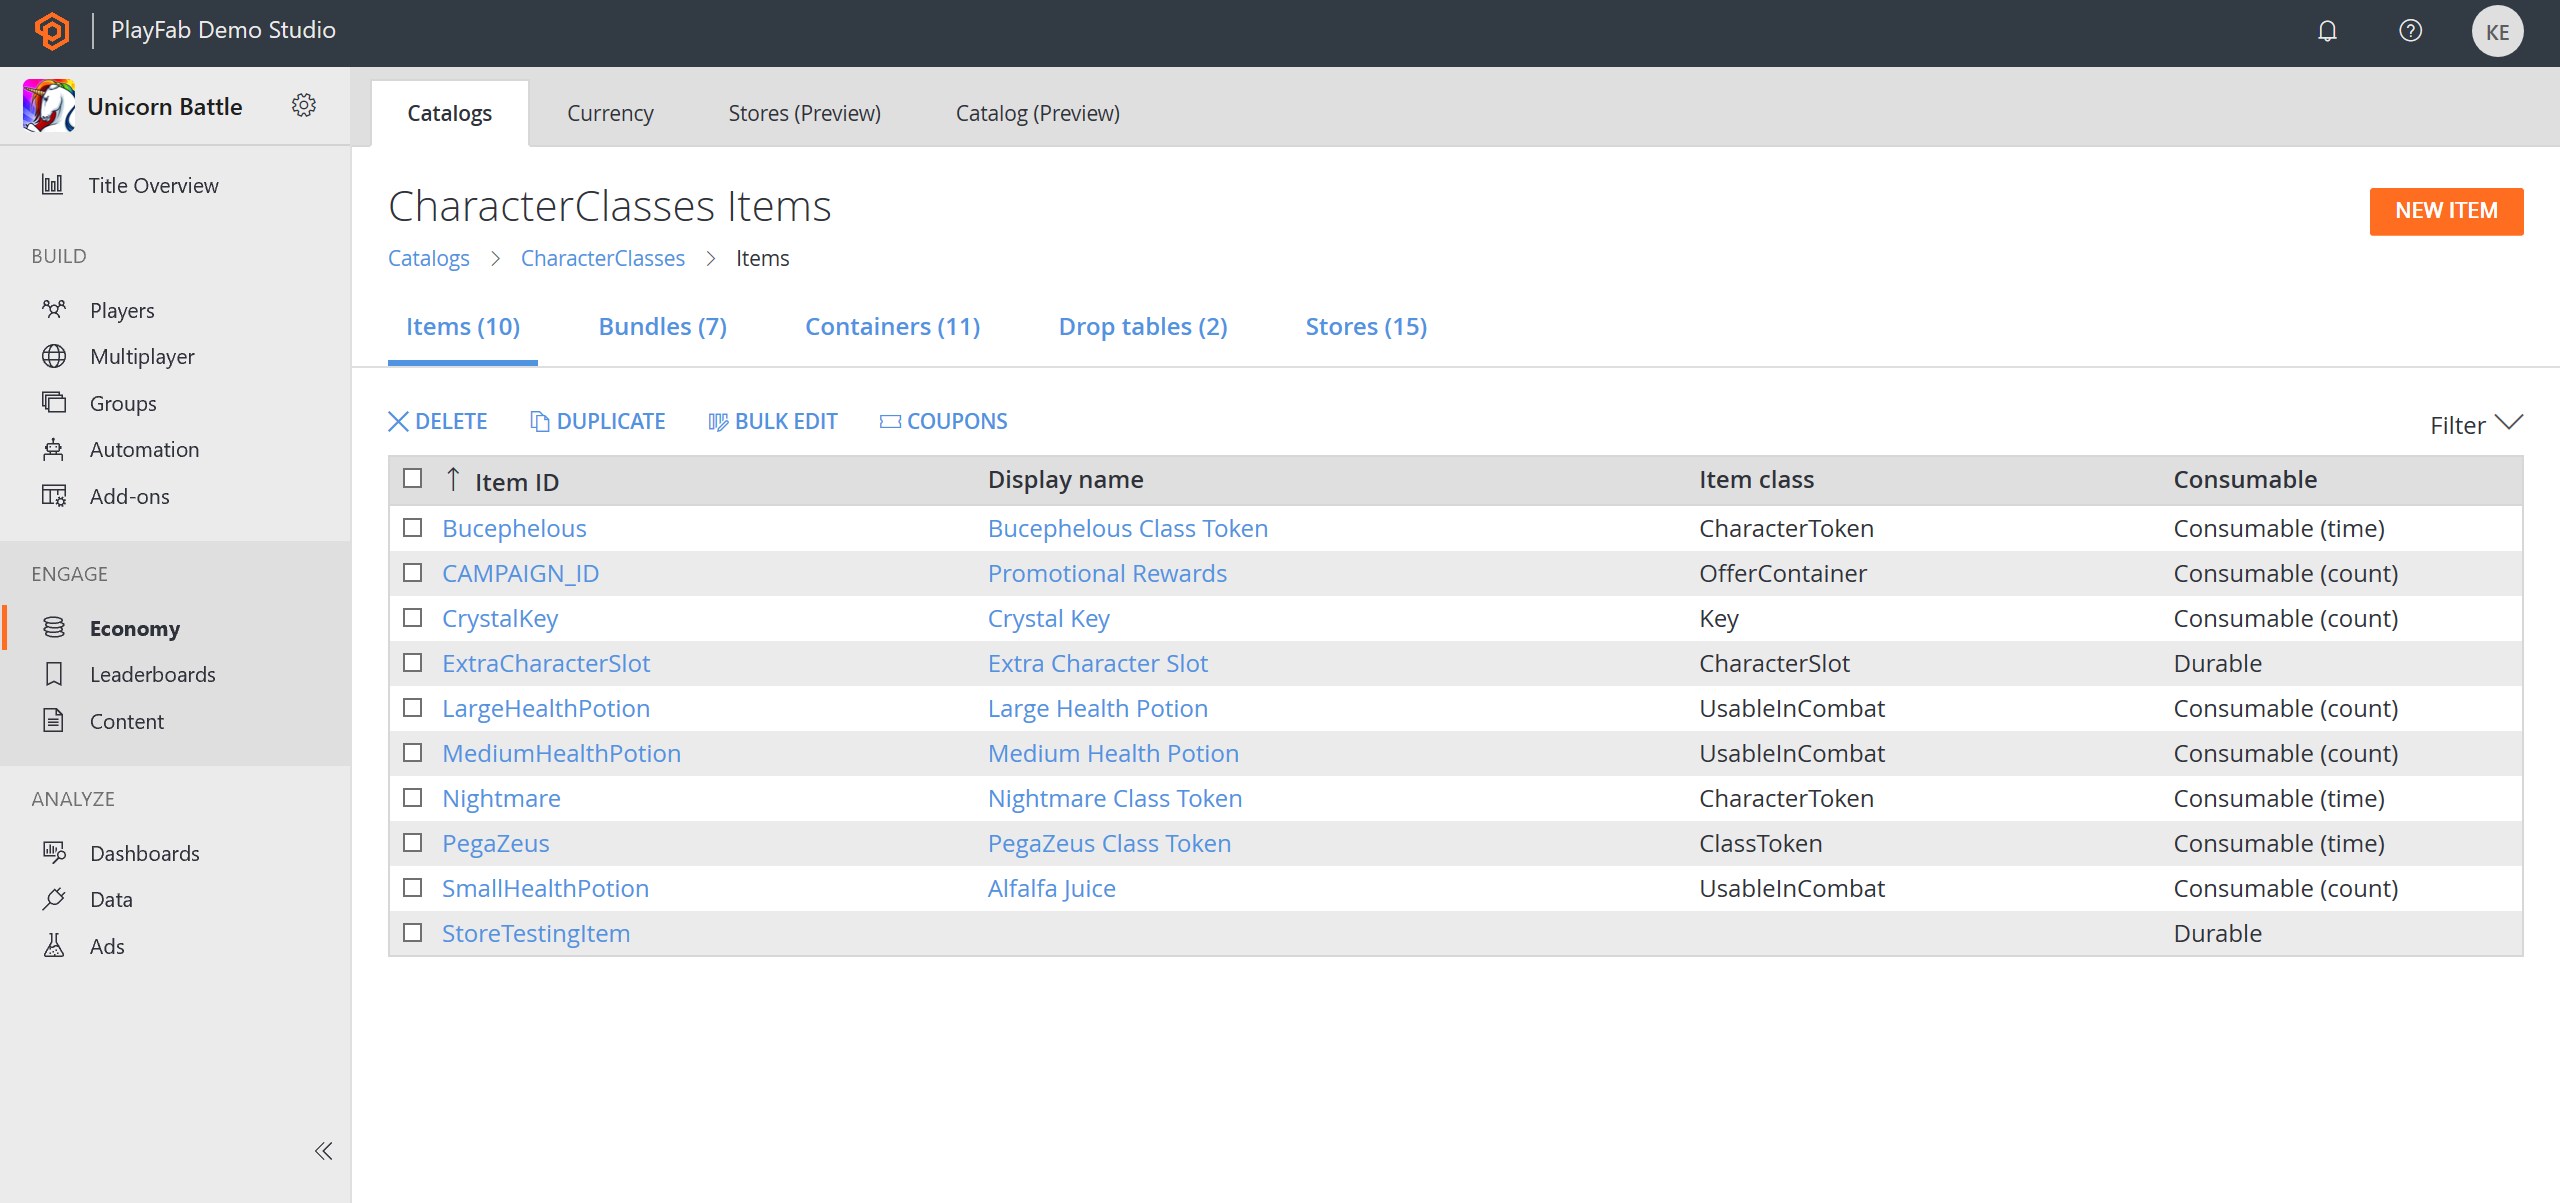 PlayFab Demo Studio
KE
Unicorn Battle
Catalogs Currency Stores (Preview) Catalog (Preview)
Title Overview
BUILD
Players
Multiplayer
Groups
Automation
Add-ons
ENGAGE
Economy
Leaderboards
Content
ANALYZE
Dashboards
Data
Ads
CharacterClasses Items
NEW ITEM
Catalogs > CharacterClasses > Items
Items (10) Bundles (7) Containers (11) Drop tables (2) Stores (15)
DELETE DUPLICATE BULK EDIT COUPONS Filter
Item ID Display name Item class Consumable
Bucephelous Bucephelous Class Token CharacterToken Consumable (time)
CAMPAIGN_ID Promotional Rewards OfferContainer Consumable (count)
CrystalKey Crystal Key Key Consumable (count)
ExtraCharacterSlot Extra Character Slot CharacterSlot Durable
LargeHealthPotion Large Health Potion UsableInCombat Consumable (count)
MediumHealthPotion Medium Health Potion UsableInCombat Consumable (count)
Nightmare Nightmare Class Token CharacterToken Consumable (time)
PegaZeus PegaZeus Class Token ClassToken Consumable (time)
SmallHealthPotion Alfalfa Juice UsableInCombat Consumable (count)
StoreTestingItem Durable